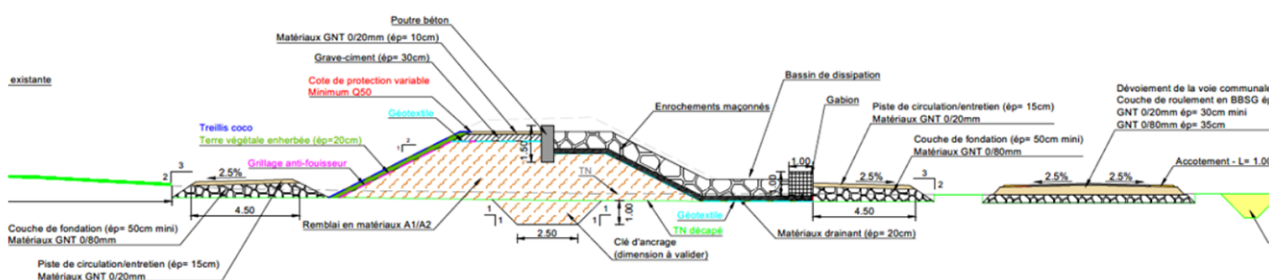 Poutre béton
Matériaux GNT 0/20mm (ép= 10cm)
Grave-ciment (ép= 30cm)
existante
Cote de protection variable
Minimum Q50
Géotextile
Treillis coco
Terre végétale enherbée (ép=20cm)
Grillage anti-fouisseur
Bassin de dissipation
Enrochements maçonnés
Gabion
Piste de circulation/entretien (ép= 15cm)
Matériaux GNT 0/20mm
Couche de fondation (ép= 50cm mini)
Matériaux GNT 0/80mm
Dévoiement de la voie communale
Couche de roulement en BBSG ép
GNT 0/20mm ép= 30cm mini
GNT 0/80mm ép= 35cm
Accotement - L= 1.00
1.50
1
2
3
2
2.5%
4.50
TN
1
1
1
1
1.00
2.50
1.00
1.00
2.5%
3
2
4.50
2.5%
2.5%
Couche de fondation (ép= 50cm mini)
Matériaux GNT 0/80mm
Piste de circulation/entretien (ép= 15cm)
Matériaux GNT 0/20mm
Remblai en matériaux A1/A2
Clé d'ancrage
(dimension à valider)
Géotextile
TN décapé
Matériaux drainant (ép= 20cm)